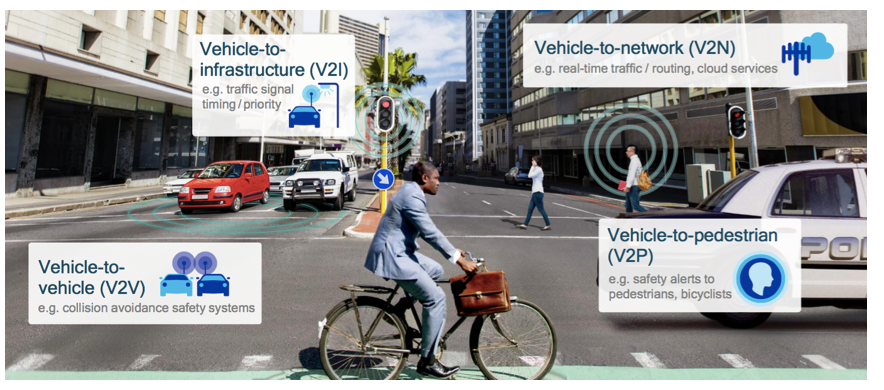 Vehicle-to-
infrastructure (V2I)
e.g. traffic signal
timing / priority
Vehicle-to-network (V2N)
e.g. real-time traffic / routing, cloud services
Vehicle-to-
vehicle (V2V)
e.g. collision avoidance safety systems
Vehicle-to-pedestrian
(V2P)
e.g. safety alerts to
pedestrians, bicyclists
POL